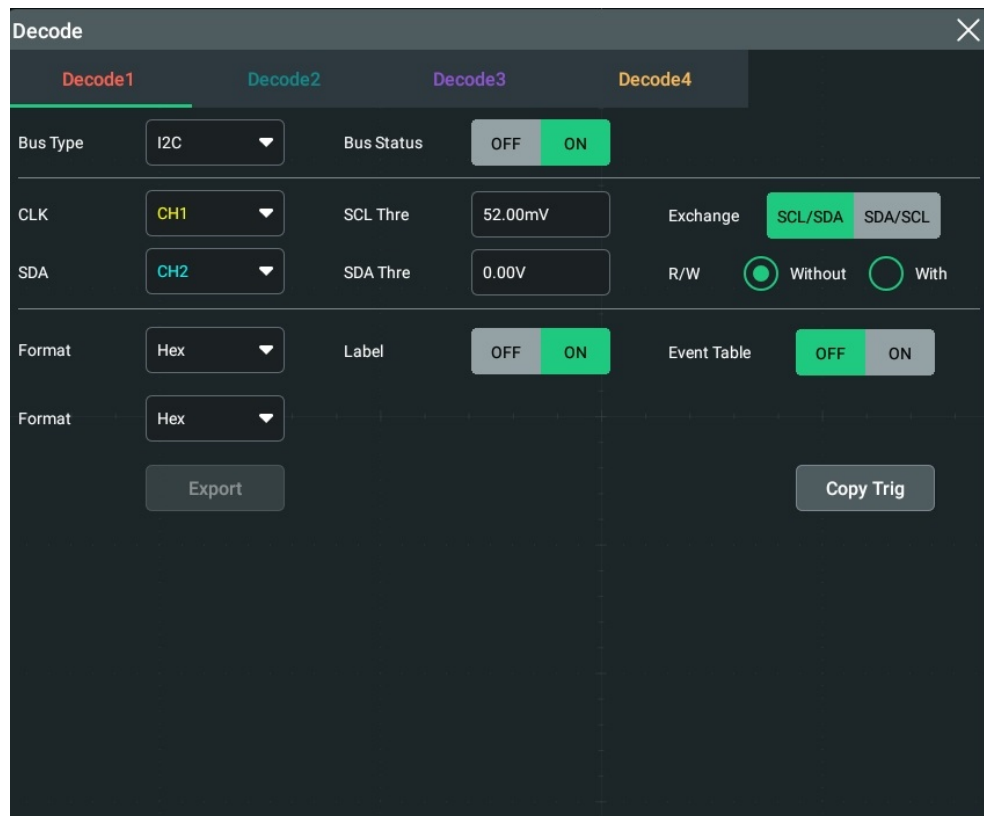 Decode
Decode1 Decode2 Decode3 Decode4
Bus Type I2C Bus Status OFF ON
CLK CH1 SCL Thre 52.00mV Exchange SCL/SDA SDA/SCL
SDA CH2 SDA Thre 0.00V R/W Without With
Format Hex Label OFF ON Event Table OFF ON
Format Hex
Export Copy Trig